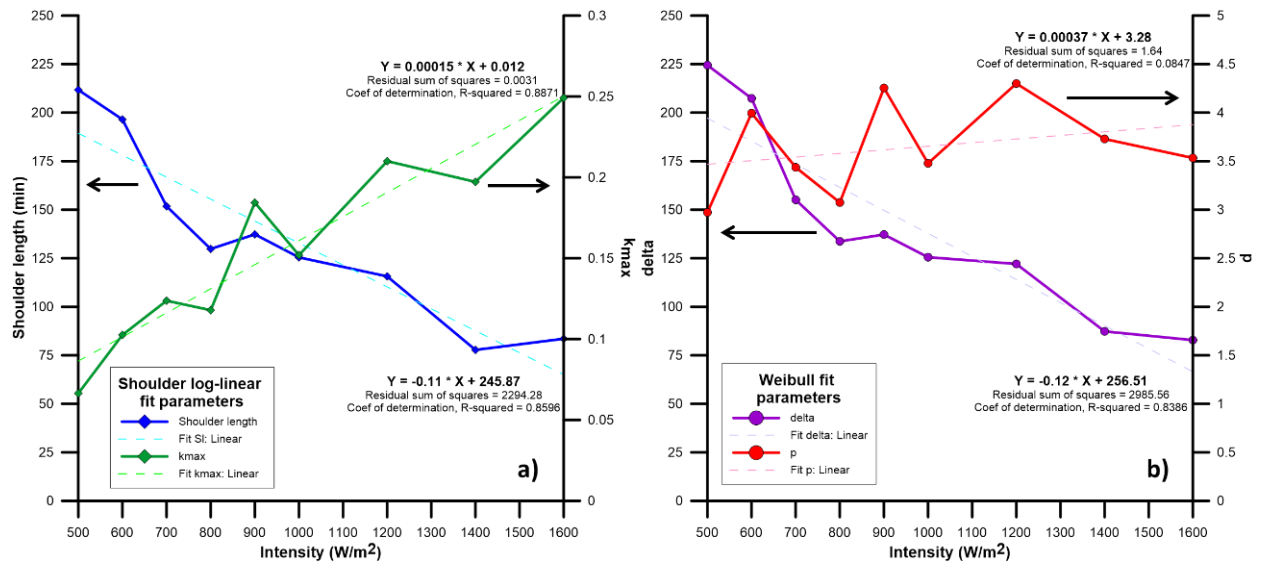 250
225
200
175
150
125
100
75
50
25
0
Shoulder length (min)
0.3
0.25
0.2
0.15
0.1
0.05
0
kmax
Y = 0.00015 * X + 0.012
Residual sum of squares = 0.0031
Coef of determination, R-squared = 0.8871
Y = -0.11 * X + 245.87
Residual sum of squares = 2294.28
Coef of determination, R-squared = 0.8596
Shoulder log-linear
fit parameters
Shoulder length
Fit Sl: Linear
kmax
Fit kmax: Linear
a)
500 600 700 800 900 1000 1100 1200 1300 1400 1500 1600
Intensity (W/m²)
250
225
200
175
150
125
100
75
50
25
0
delta
5
4.5
4
3.5
3
2.5
2
1.5
1
0.5
0
p
Y = 0.00037 * X + 3.28
Residual sum of squares = 1.64
Coef of determination, R-squared = 0.0847
Y = -0.12 * X + 256.51
Residual sum of squares = 2985.56
Coef of determination, R-squared = 0.8386
Weibull fit
parameters
delta
Fit delta: Linear
p
Fit p: Linear
b)
500 600 700 800 900 1000 1100 1200 1300 1400 1500 1600
Intensity (W/m²)